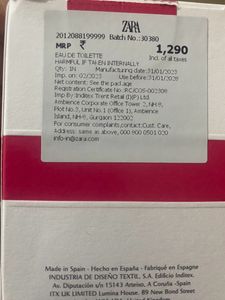 ZARA
2012088199999 Batch No.:30380
MRP ₹ 1,290
EAU DE TOILETTE Incl. of all taxes
HARMFUL IF TAKEN INTERNALLY
Qty: 1N Manufacturing date:31/01/2023
Imp. on: 02/2023 Use before:31/01/2028
Net content: See the package
Registration Certificate No.:RC/COS-002309
Imp By: Inditex Trent Retail (I)(P) Ltd.
Ambience Corporate Office Tower 2, NH8,
Plot No.3, Unit No.1 (Office 1), Ambience
Island, NH-8, Gurgaon 122002
For consumer complaints,contact:Cust. Care,
Address: same as above, 000 800 0501 020
info-in@zara.com
Made in Spain - Hecho en España - Fabriqué en Espagne
INDUSTRIA DE DISEÑO TEXTIL, S.A. Edificio Inditex.
Av. Diputación s/n 15143 Arteixo, A Coruña - Spain
ITX UK LIMITED Lumina House. 89 New Bond Street